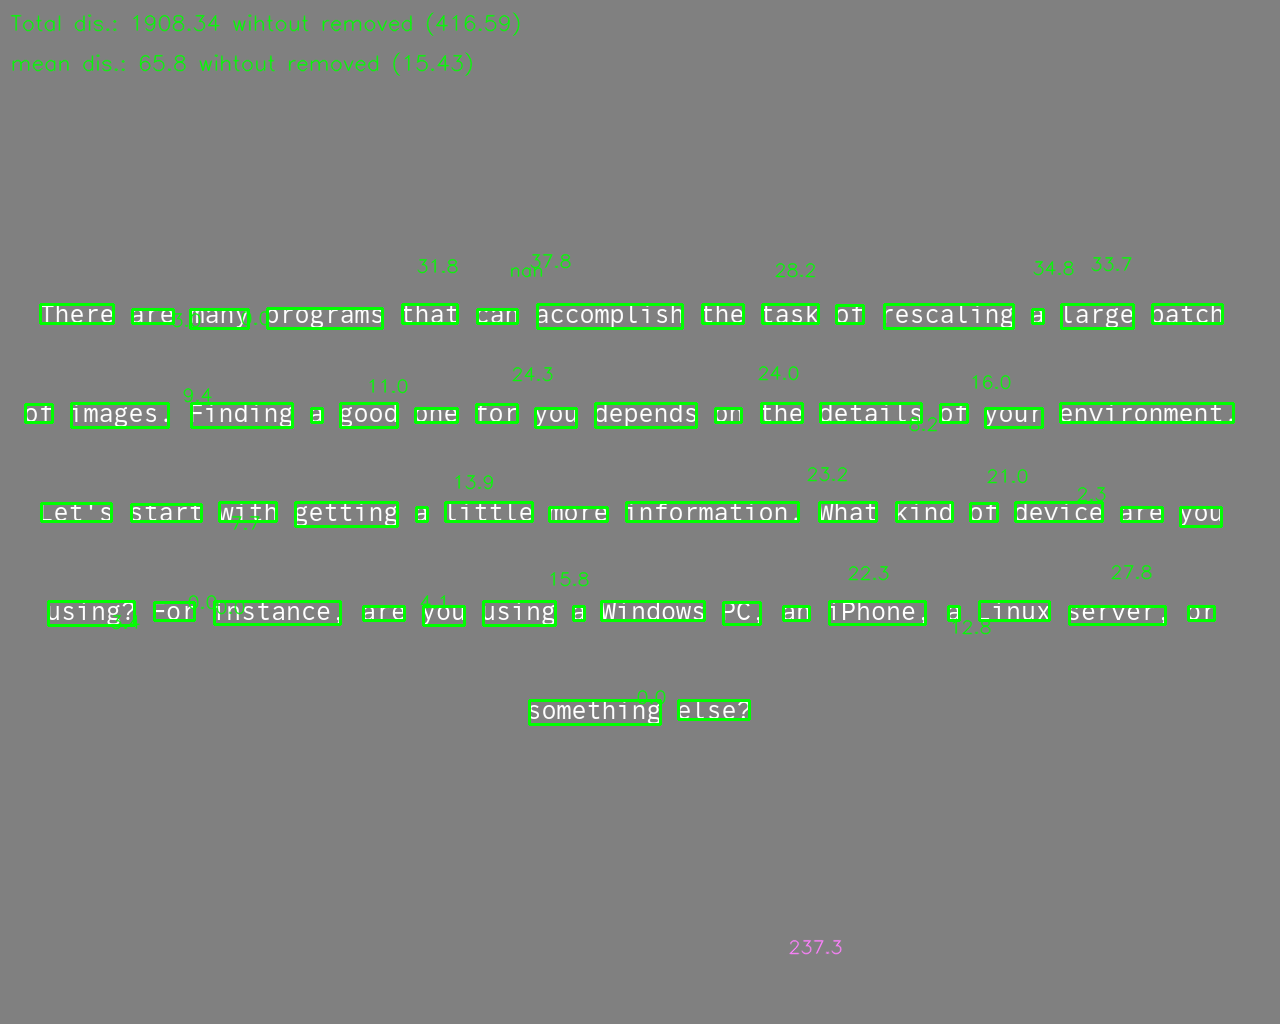 Total dis.: 1908.34 wihtout removed (416.59)
mean dis.: 65.8 wihtout removed (15.43)
31.8 nan 37.8 28.2 34.8 33.7
There are many programs that can accomplish the task of rescaling a large batch
9.4 11.0 24.3 24.0 16.0
of images. Finding a good one for you depends on the details of your environment.
13.9 23.2 21.0 2.3
Let's start with getting a little more information. What kind of device are you
15.8 22.3 27.8
using? For instance, are you using a Windows PC, an iPhone, a Linux server, or
12.8
something else?
237.3